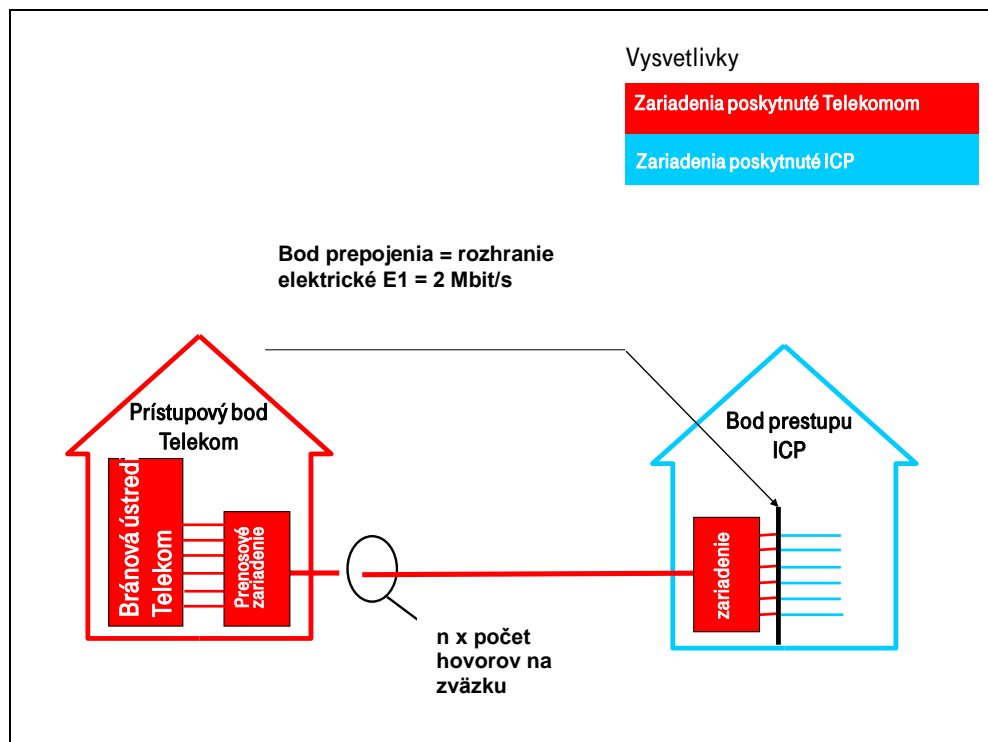 Vysvetlivky
Zariadenia poskytnuté Telekomom
Zariadenia poskytnuté ICP
Bod prepojenia = rozhranie
elektrické E1 = 2 Mbit/s
Prístupový bod
Telekom
Bod prestupu
ICP
Bránová ústred
Telekom
Prenosové
zariadenie
zariadenie
n x počet
hovorov na
zväzku